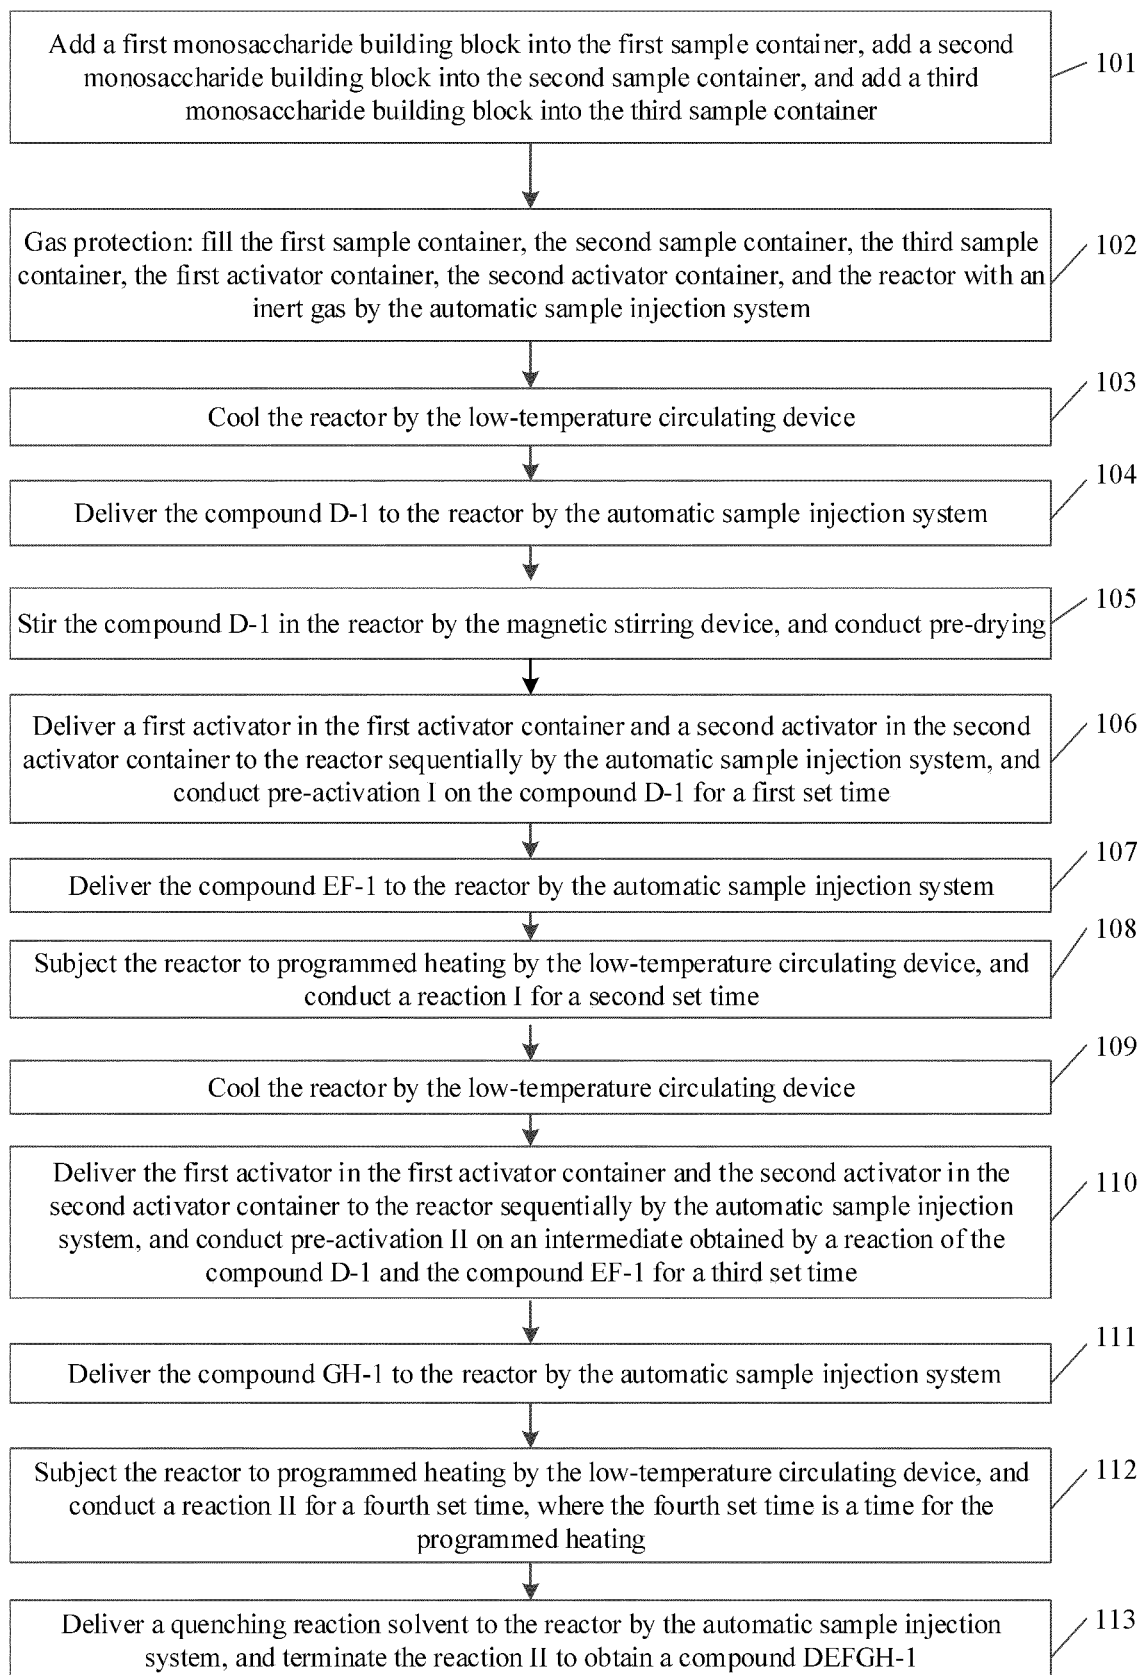 Add a first monosaccharide building block into the first sample container, add a second
monosaccharide building block into the second sample container, and add a third
monosaccharide building block into the third sample container
101
Gas protection: fill the first sample container, the second sample container, the third sample
container, the first activator container, the second activator container, and the reactor with an
inert gas by the automatic sample injection system
102
Cool the reactor by the low-temperature circulating device
103
Deliver the compound D-1 to the reactor by the automatic sample injection system
104
Stir the compound D-1 in the reactor by the magnetic stirring device, and conduct pre-drying
105
Deliver a first activator in the first activator container and a second activator in the second
activator container to the reactor sequentially by the automatic sample injection system, and
conduct pre-activation I on the compound D-1 for a first set time
106
Deliver the compound EF-1 to the reactor by the automatic sample injection system
107
Subject the reactor to programmed heating by the low-temperature circulating device, and
conduct a reaction I for a second set time
108
Cool the reactor by the low-temperature circulating device
109
Deliver the first activator in the first activator container and the second activator in the
second activator container to the reactor sequentially by the automatic sample injection
system, and conduct pre-activation II on an intermediate obtained by a reaction of the
compound D-1 and the compound EF-1 for a third set time
110
Deliver the compound GH-1 to the reactor by the automatic sample injection system
111
Subject the reactor to programmed heating by the low-temperature circulating device, and
conduct a reaction II for a fourth set time, where the fourth set time is a time for the
programmed heating
112
Deliver a quenching reaction solvent to the reactor by the automatic sample injection
system, and terminate the reaction II to obtain a compound DEFGH-1
113